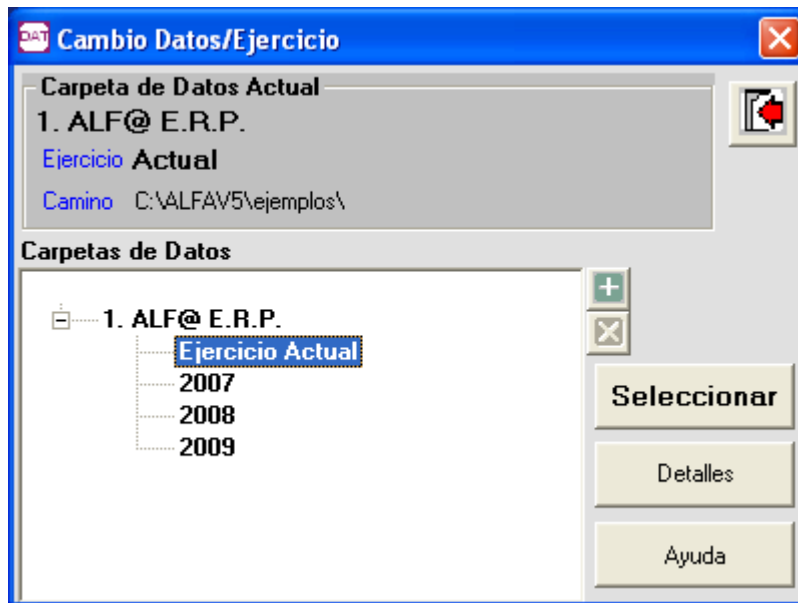 DAT Cambio Datos/Ejercicio
Carpeta de Datos Actual
1. ALF@ E.R.P.
Ejercicio Actual
Camino C:\ALFAV5\ejemplos\
Carpetas de Datos
1. ALF@ E.R.P.
Ejercicio Actual
2007
2008
2009
Seleccionar
Detalles
Ayuda